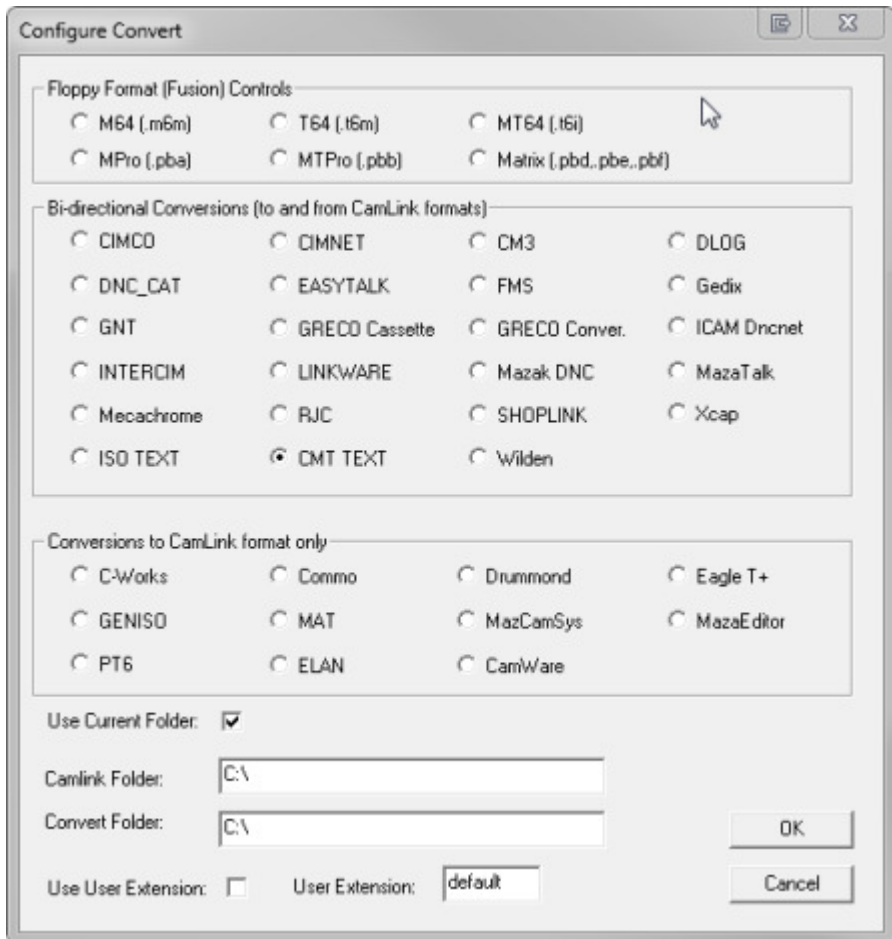 Configure Convert
Floppy Format (Fusion) Controls
M64 (.m6m) T64 (.t6m) MT64 (.t6i)
MPro (.pba) MTPro (.pbb) Matrix (.pbd,.pbe,.pbf)
Bi-directional Conversions (to and from CamLink formats)
CIMCO CIMNET CM3 DLOG
DNC_CAT EASYTALK FMS Gedix
GNT GRECO Cassette GRECO Conver. ICAM Dncnet
INTERCIM LINKWARE Mazak DNC MazaTalk
Mecachrome RJC SHOPLINK Xcap
ISO TEXT CMT TEXT Wilden
Conversions to CamLink format only
C-Works Commo Drummond Eagle T+
GENISO MAT MazCamSys MazaEditor
PT6 ELAN CamWare
Use Current Folder:
Camlink Folder: C:\
Convert Folder: C:\ OK
Use User Extension: User Extension: default Cancel